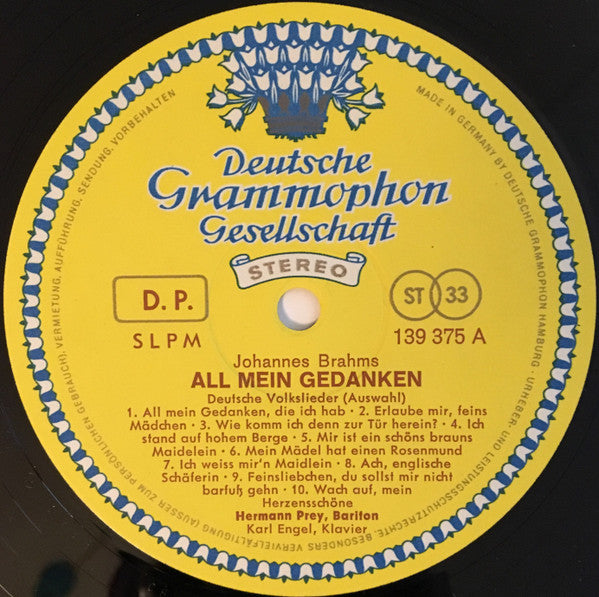 Deutsche
Grammophon
Gesellschaft
STEREO
D. P.
SLPM
ST 33
139 375 A
Johannes Brahms
ALL MEIN GEDANKEN
Deutsche Volkslieder (Auswahl)
1. All mein Gedanken, die ich hab · 2. Erlaube mir, feins
Mädchen · 3. Wie komm ich denn zur Tür herein? · 4. Ich
stand auf hohem Berge · 5. Mir ist ein schöns brauns
Maidelein · 6. Mein Mädel hat einen Rosenmund
7. Ich weiss mir'n Maidlein · 8. Ach, englische
Schäferin · 9. Feinsliebchen, du sollst mir nicht
barfuß gehn · 10. Wach auf, mein
Herzensschöne
Hermann Prey, Bariton
Karl Engel, Klavier
MADE IN GERMANY BY DEUTSCHE GRAMMOPHON HAMBURG · URHEBER- UND LEISTUNGSSCHUTZRECHTE, BESONDERS VERVIELFÄLTIGUNG (AUSSER ZUM PERSÖNLICHEN GEBRAUCH), VERMIETUNG, AUFFÜHRUNG, SENDUNG, VORBEHALTEN